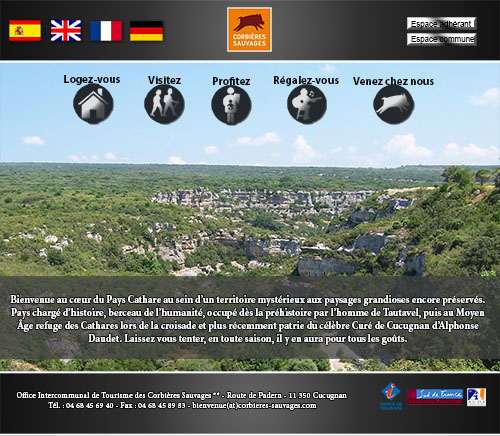 CORBIÈRES
SAUVAGES
Espace adhérant
Espace commune
Logez-vous Visitez Profitez Régalez-vous Venez chez nous
Bienvenue au cœur du Pays Cathare au sein d'un territoire mystérieux aux paysages grandioses encore préservés.
Pays chargé d'histoire, berceau de l'humanité, occupé dès la préhistoire par l'homme de Tautavel, puis au Moyen
Âge refuge des Cathares lors de la croisade et plus récemment patrie du célèbre Curé de Cucugnan d'Alphonse
Daudet. Laissez vous tenter, en toute saison, il y en aura pour tous les goûts.
Office Intercommunal de Tourisme des Corbières Sauvages ** - Route de Padern - 11 350 Cucugnan
Tél. : 04 68 45 69 40 - Fax : 04 68 45 89 83 - bienvenue(at)corbieres-sauvages.com
OFFICE DE
TOURISME
Sud de France